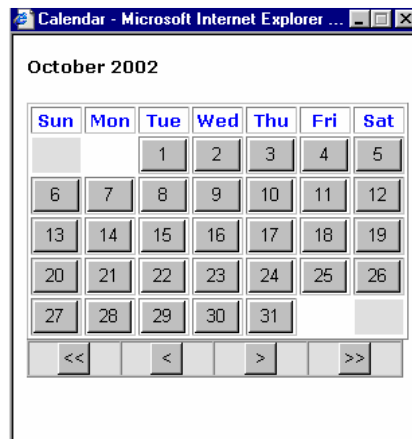 Calendar - Microsoft Internet Explorer ...
October 2002
Sun Mon Tue Wed Thu Fri Sat
1 2 3 4 5
6 7 8 9 10 11 12
13 14 15 16 17 18 19
20 21 22 23 24 25 26
27 28 29 30 31
<< < > >>